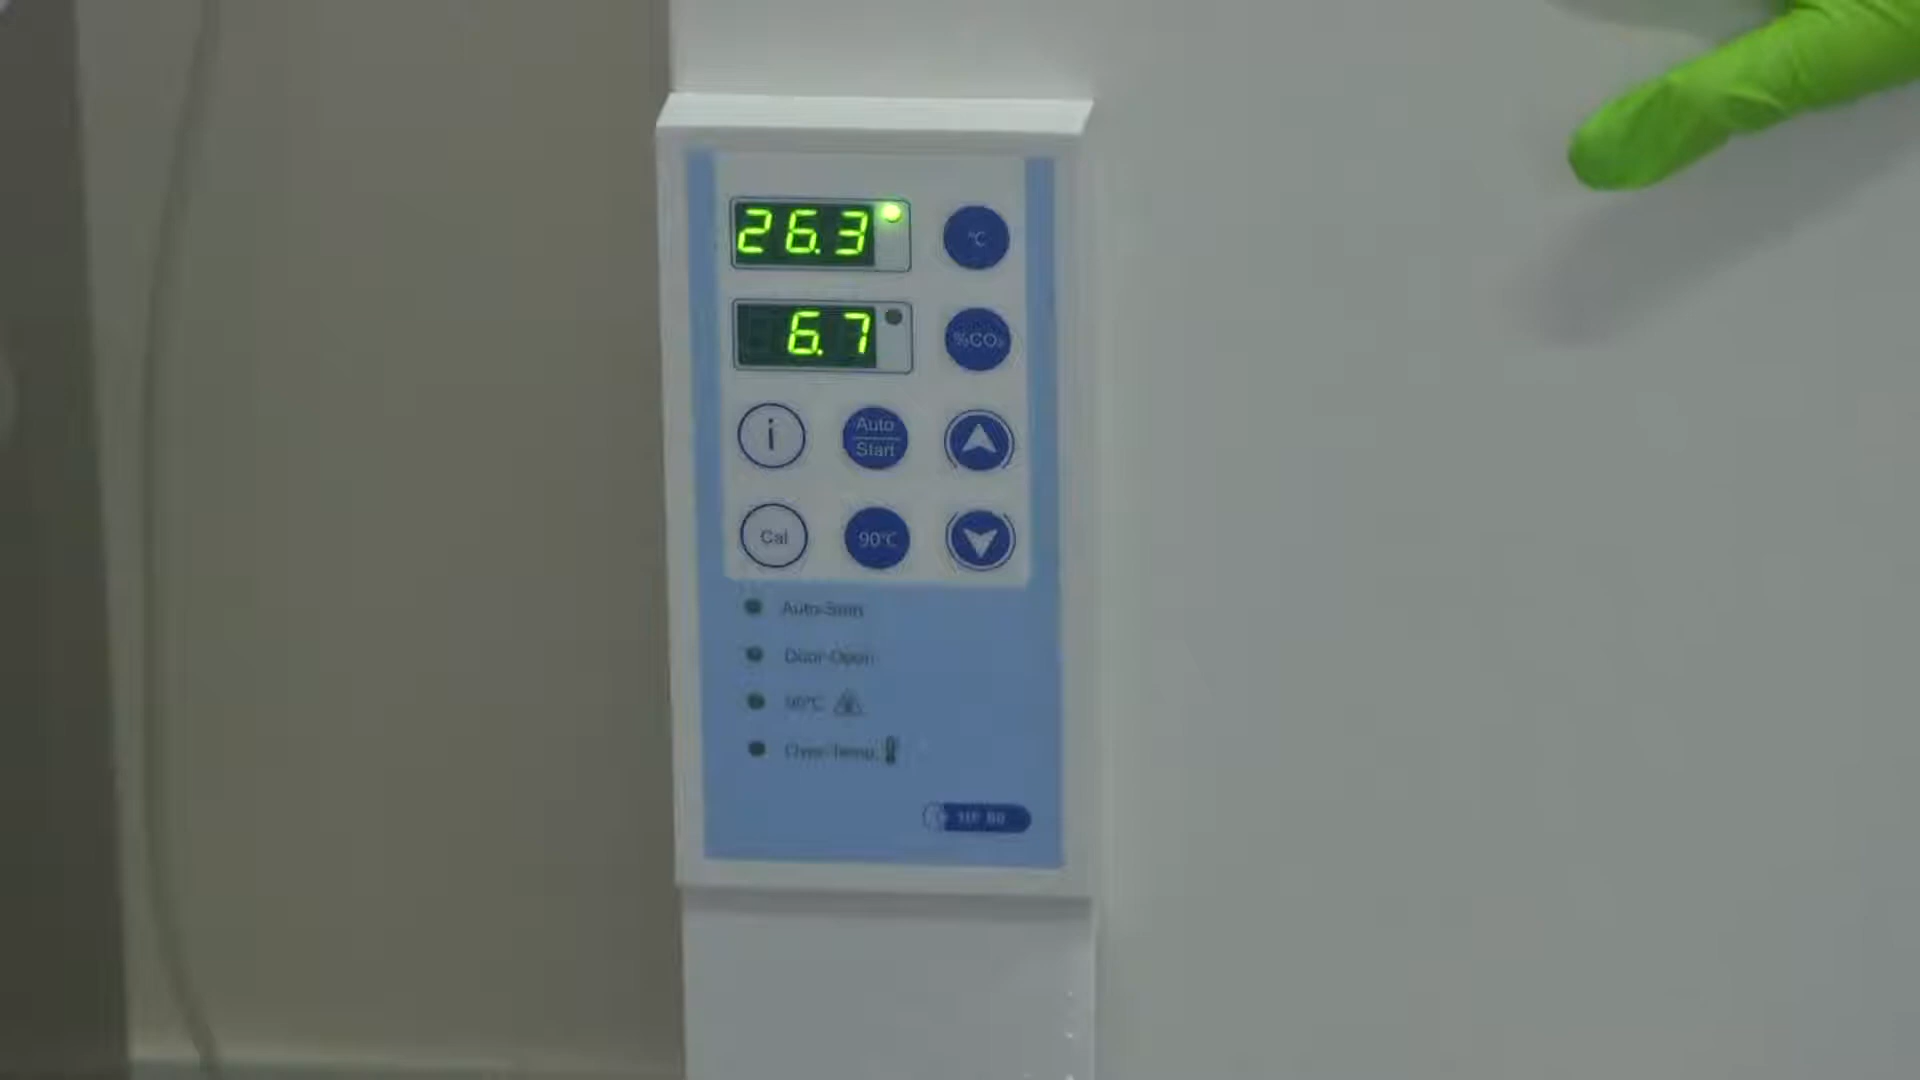 26.3
°C
6.7
%CO₂
i
Auto
Start
Cal
90°C
Auto-Start
Door-Open
90°C
Over-Temp.